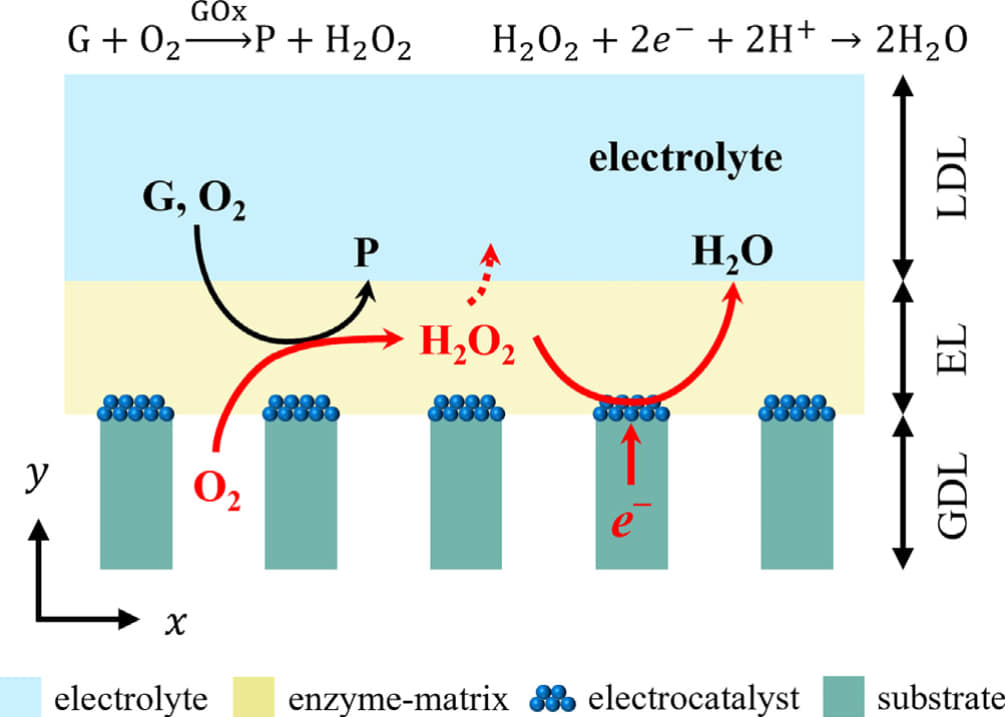 GOx
G + O₂ ⟶ P + H₂O₂ H₂O₂ + 2e⁻ + 2H⁺ → 2H₂O
electrolyte
LDL
G, O₂
P
H₂O
H₂O₂
EL
O₂
e⁻
GDL
y
x
electrolyte enzyme-matrix electrocatalyst substrate